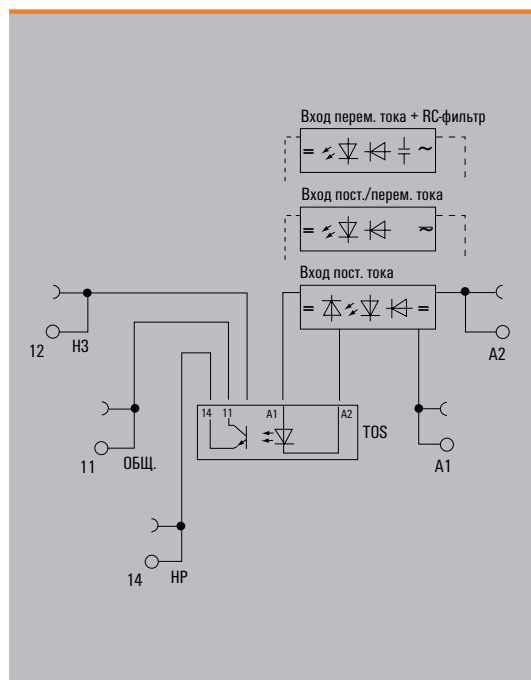 Вход перем. тока + RC-фильтр
= ~
Вход пост./перем. тока
=
Вход пост. тока
= =
12 НЗ
A2
14 11 A1 A2
TOS
11 ОБЩ.
A1
14 НР